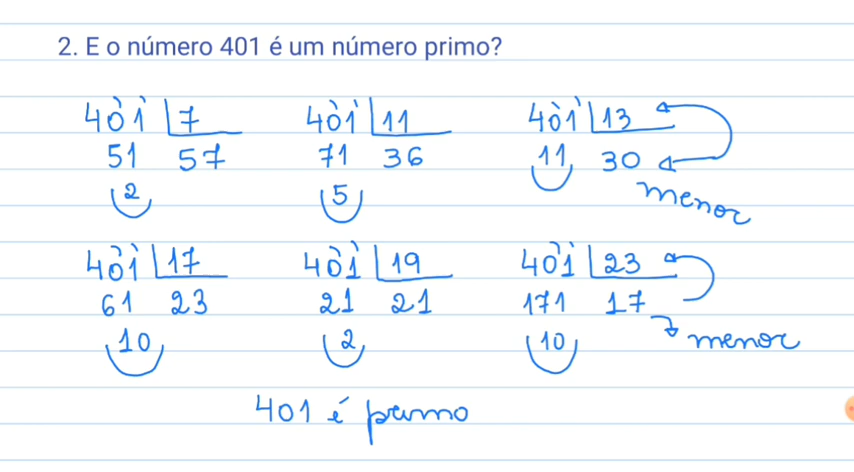 2. E o número 401 é um número primo?
401 7 401 11 401 13
51 57 71 36 11 30
2 5 menor
401 17 401 19 401 23
61 23 21 21 171 17
10 2 10 menor
401 é primo